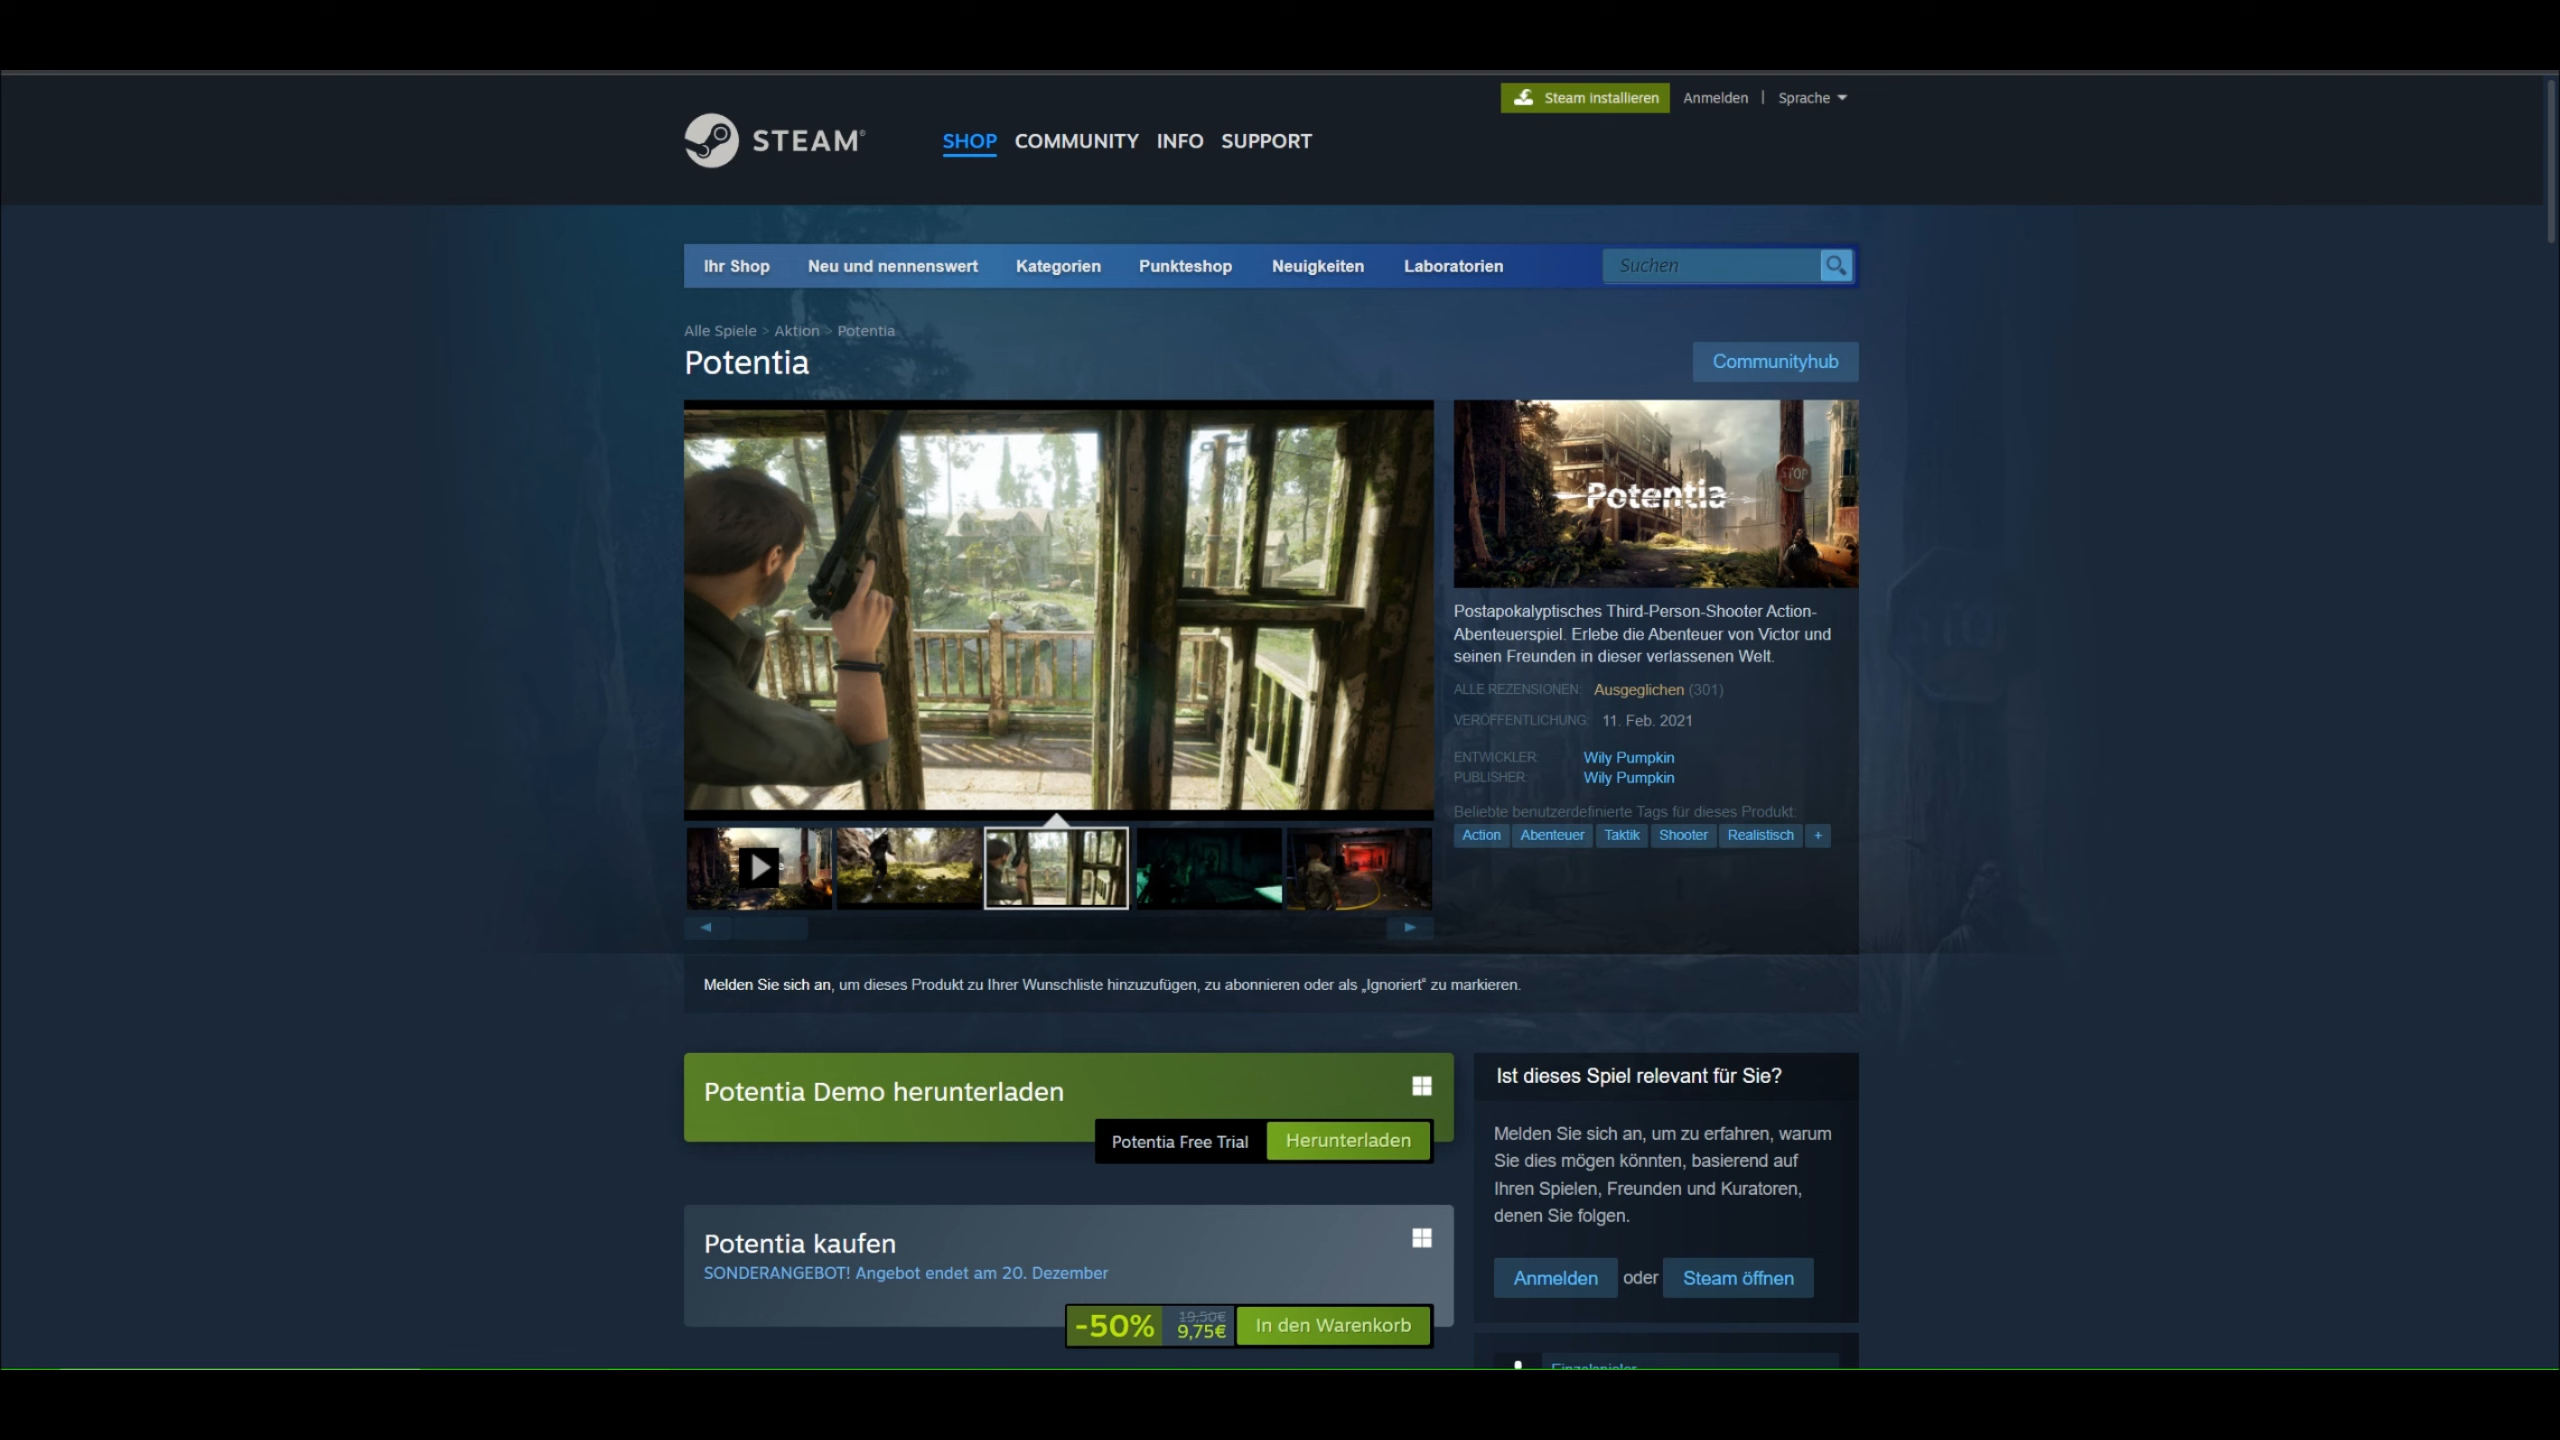 Steam installieren Anmelden | Sprache
STEAM®
SHOP COMMUNITY INFO SUPPORT
Ihr Shop Neu und nennenswert Kategorien Punkteshop Neuigkeiten Laboratorien Suchen
Alle Spiele > Aktion > Potentia
Potentia
Communityhub
STOP
Potentia
Postapokalyptisches Third-Person-Shooter Action-
Abenteuerspiel. Erlebe die Abenteuer von Victor und
seinen Freunden in dieser verlassenen Welt.
ALLE REZENSIONEN: Ausgeglichen (301)
VERÖFFENTLICHUNG: 11. Feb. 2021
ENTWICKLER: Wily Pumpkin
PUBLISHER: Wily Pumpkin
Beliebte benutzerdefinierte Tags für dieses Produkt:
Action Abenteuer Taktik Shooter Realistisch +
Melden Sie sich an, um dieses Produkt zu Ihrer Wunschliste hinzuzufügen, zu abonnieren oder als „Ignoriert“ zu markieren.
Potentia Demo herunterladen
Potentia Free Trial Herunterladen
Potentia kaufen
SONDERANGEBOT! Angebot endet am 20. Dezember
-50% 19,50€
9,75€ In den Warenkorb
Ist dieses Spiel relevant für Sie?
Melden Sie sich an, um zu erfahren, warum
Sie dies mögen könnten, basierend auf
Ihren Spielen, Freunden und Kuratoren,
denen Sie folgen.
Anmelden oder Steam öffnen
Einzelspieler